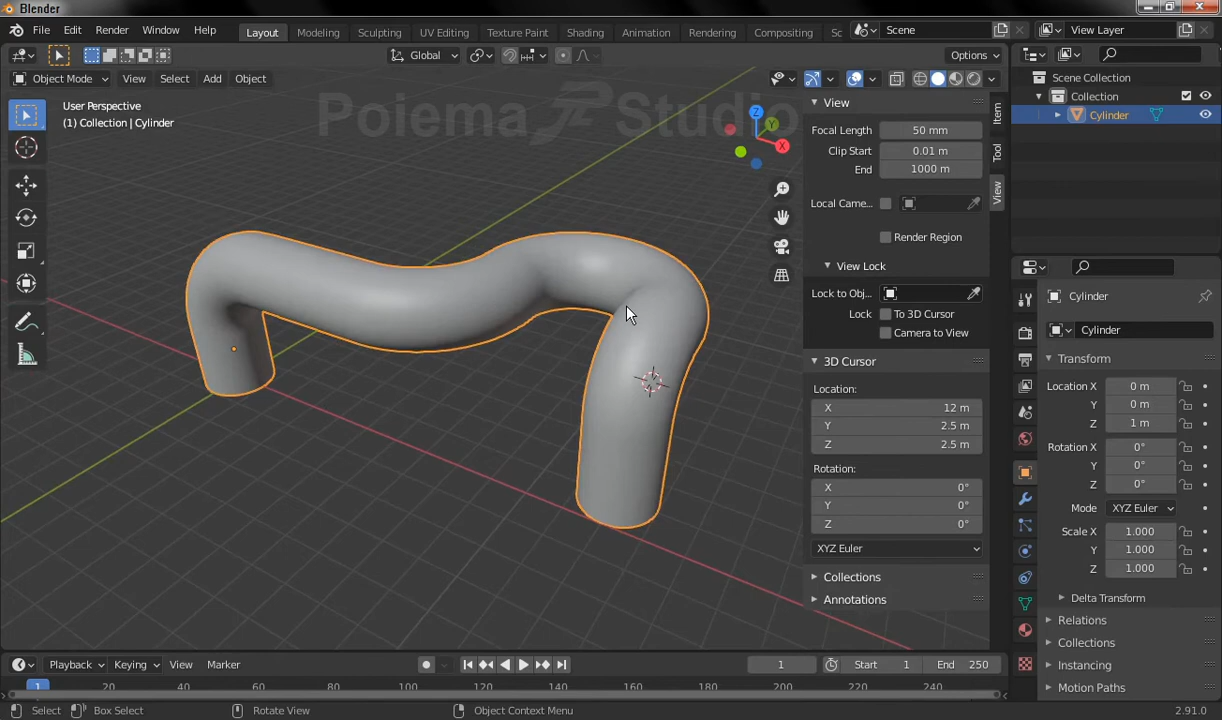 Blender
File Edit Render Window Help Layout Modeling Sculpting UV Editing Texture Paint Shading Animation Rendering Compositing Sc Scene View Layer
Global Options
Object Mode View Select Add Object
User Perspective
(1) Collection | Cylinder
Poiema Studio
Z
Y
X
View
Focal Length 50 mm
Clip Start 0.01 m
End 1000 m
Local Came...
Render Region
View Lock
Lock to Obj...
Lock To 3D Cursor
Camera to View
3D Cursor
Location:
X 12 m
Y 2.5 m
Z 2.5 m
Rotation:
X 0°
Y 0°
Z 0°
XYZ Euler
Collections
Annotations
Item
Tool
View
Scene Collection
Collection
Cylinder
Cylinder
Cylinder
Transform
Location X 0 m
Y 0 m
Z 1 m
Rotation X 0°
Y 0°
Z 0°
Mode XYZ Euler
Scale X 1.000
Y 1.000
Z 1.000
Delta Transform
Relations
Collections
Instancing
Motion Paths
Playback Keying View Marker 1 Start 1 End 250
1 20 40 60 80 100 120 140 160 180 200 220 240
Select Box Select Rotate View Object Context Menu 2.91.0